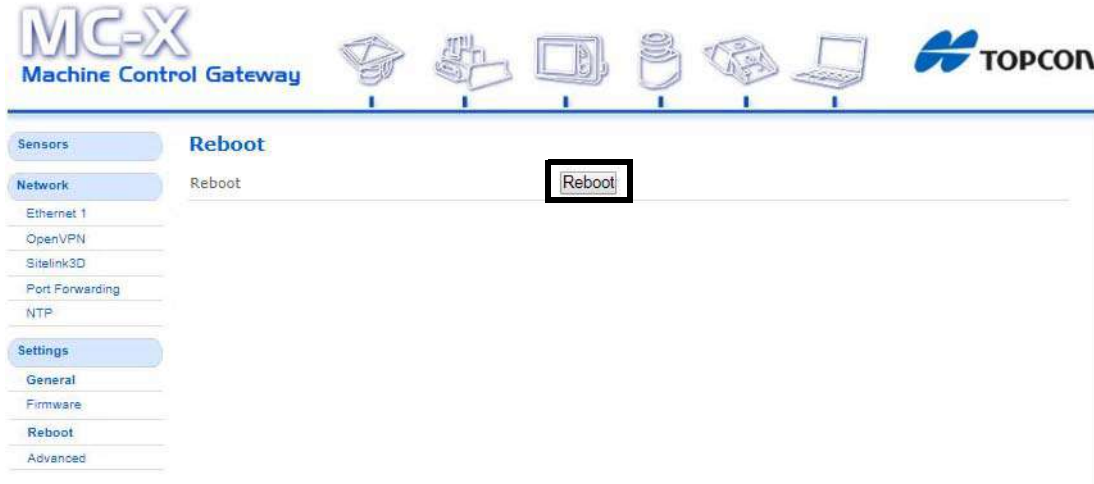 MC-X
Machine Control Gateway
TOPCON
Sensors
Network
Ethernet 1
OpenVPN
Sitelink3D
Port Forwarding
NTP
Settings
General
Firmware
Reboot
Advanced
Reboot
Reboot
Reboot